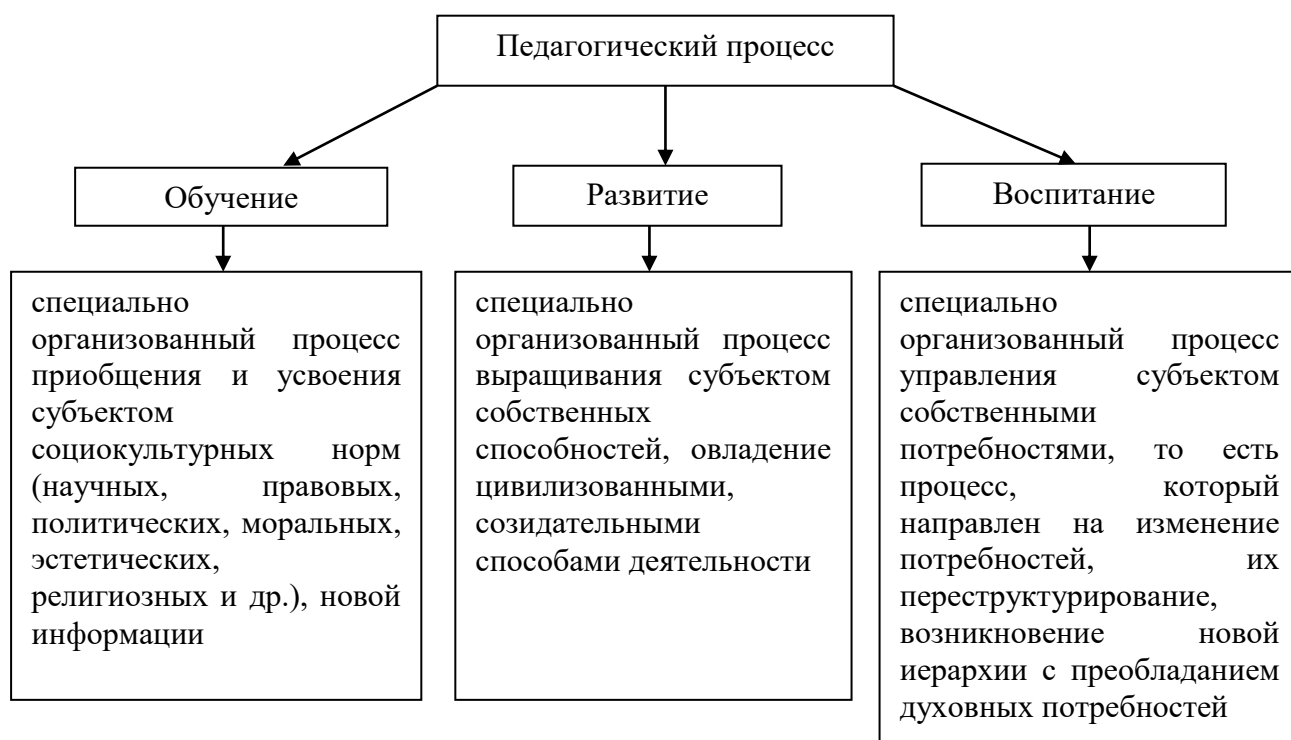 Педагогический процесс
Обучение
Развитие
Воспитание
специально
организованный процесс
приобщения и усвоения
субъектом
социокультурных норм
(научных, правовых,
политических, моральных,
эстетических,
религиозных и др.), новой
информации
специально
организованный процесс
выращивания субъектом
собственных
способностей, овладение
цивилизованными,
созидательными
способами деятельности
специально
организованный процесс
управления субъектом
собственными
потребностями, то есть
процесс, который
направлен на изменение
потребностей, их
переструктурирование,
возникновение новой
иерархии с преобладанием
духовных потребностей